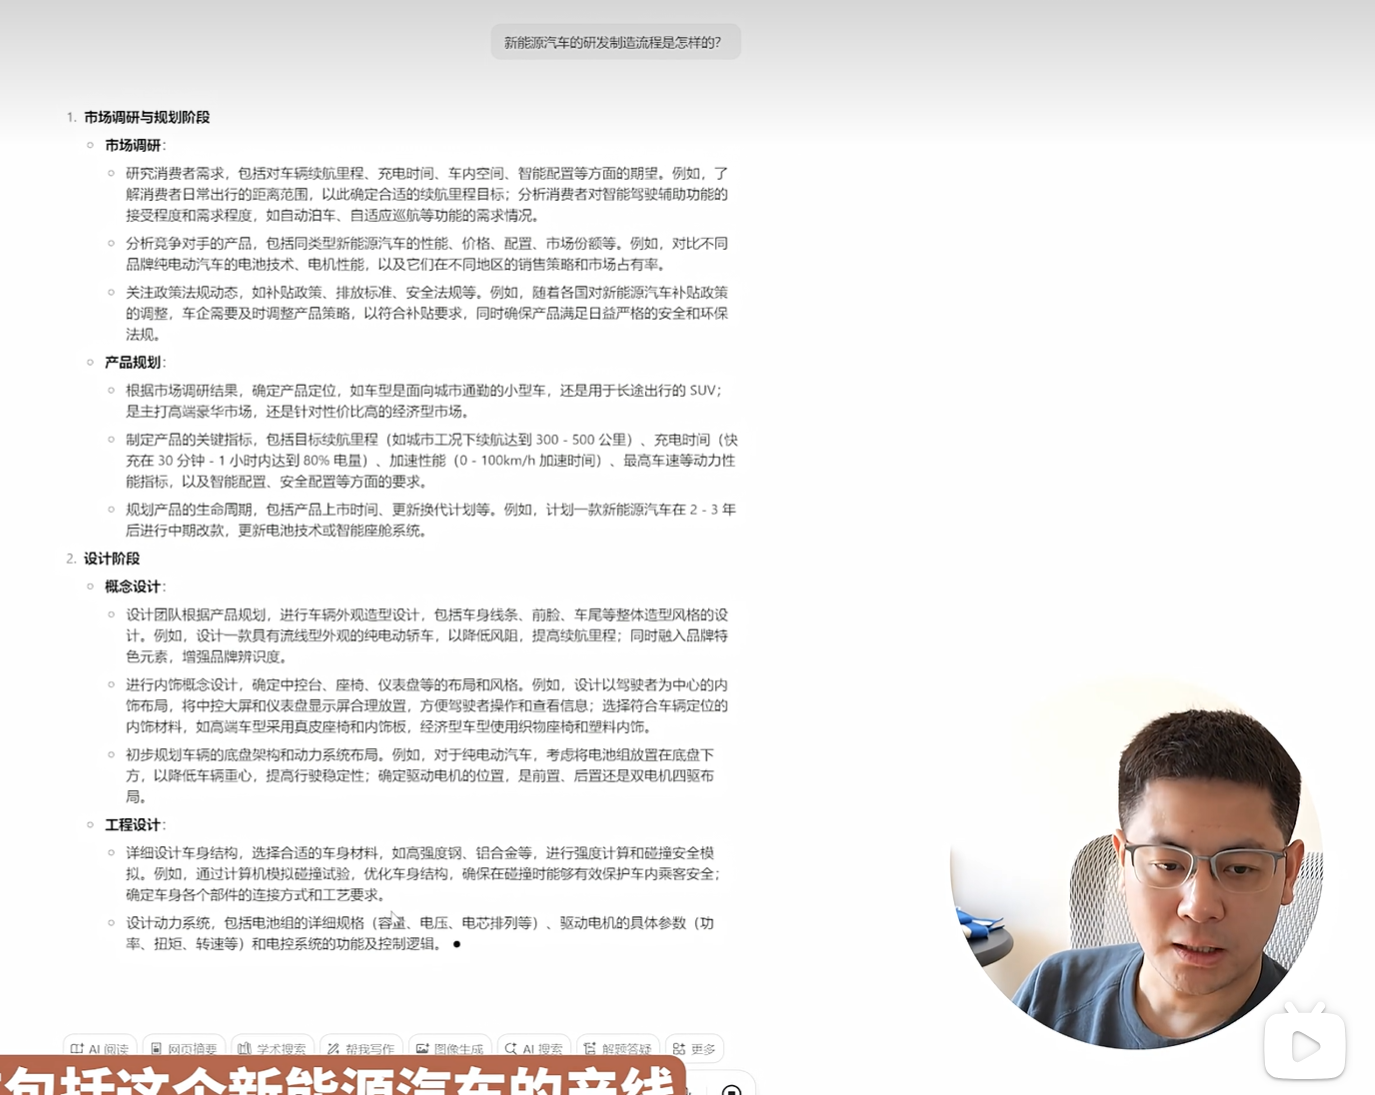 新能源汽车的研发制造流程是怎样的?
1. 市场调研与规划阶段
市场调研：
研究消费者需求，包括对车辆续航里程、充电时间、车内空间、智能配置等方面的期望。例如，了
解消费者日常出行的距离范围，以此确定合适的续航里程目标；分析消费者对智能驾驶辅助功能的
接受程度和需求程度，如自动泊车、自适应巡航等功能的需求情况。
分析竞争对手的产品，包括同类型新能源汽车的性能、价格、配置、市场份额等。例如，对比不同
品牌纯电动汽车的电池技术、电机性能，以及它们在不同地区的销售策略和市场占有率。
关注政策法规动态，如补贴政策、排放标准、安全法规等。例如，随着各国对新能源汽车补贴政策
的调整，车企需要及时调整产品策略，以符合补贴要求，同时确保产品满足日益严格的安全和环保
法规。
产品规划：
根据市场调研结果，确定产品定位，如车型是面向城市通勤的小型车，还是用于长途出行的 SUV；
是主打高端豪华市场，还是针对性价比高的经济型市场。
制定产品的关键指标，包括目标续航里程（如城市工况下续航达到 300 - 500 公里）、充电时间（快
充在 30 分钟 - 1 小时内达到 80% 电量）、加速性能（0 - 100km/h 加速时间）、最高车速等动力性
能指标，以及智能配置、安全配置等方面的要求。
规划产品的生命周期，包括产品上市时间、更新换代计划等。例如，计划一款新能源汽车在 2 - 3 年
后进行中期改款，更新电池技术或智能座舱系统。
2. 设计阶段
概念设计：
设计团队根据产品规划，进行车辆外观造型设计，包括车身线条、前脸、车尾等整体造型风格的设
计。例如，设计一款具有流线型外观的纯电动轿车，以降低风阻，提高续航里程；同时融入品牌特
色元素，增强品牌辨识度。
进行内饰概念设计，确定中控台、座椅、仪表盘等的布局和风格。例如，设计以驾驶者为中心的内
饰布局，将中控大屏和仪表盘显示屏合理放置，方便驾驶者操作和查看信息；选择符合车辆定位的
内饰材料，如高端车型采用真皮座椅和内饰板，经济型车型使用织物座椅和塑料内饰。
初步规划车辆的底盘架构和动力系统布局。例如，对于纯电动汽车，考虑将电池组放置在底盘下
方，以降低车辆重心，提高行驶稳定性；确定驱动电机的位置，是前置、后置还是双电机四驱布
局。
工程设计：
详细设计车身结构，选择合适的车身材料，如高强度钢、铝合金等，进行强度计算和碰撞安全模
拟。例如，通过计算机模拟碰撞试验，优化车身结构，确保在碰撞时能够有效保护车内乘客安全；
确定车身各个部件的连接方式和工艺要求。
设计动力系统，包括电池组的详细规格（容量、电压、电芯排列等）、驱动电机的具体参数（功
率、扭矩、转速等）和电控系统的功能及控制逻辑。
AI 阅读 网页摘要 学术搜索 帮我写作 图像生成 AI 搜索 解题答疑 更多
包括这个新能源汽车的产线